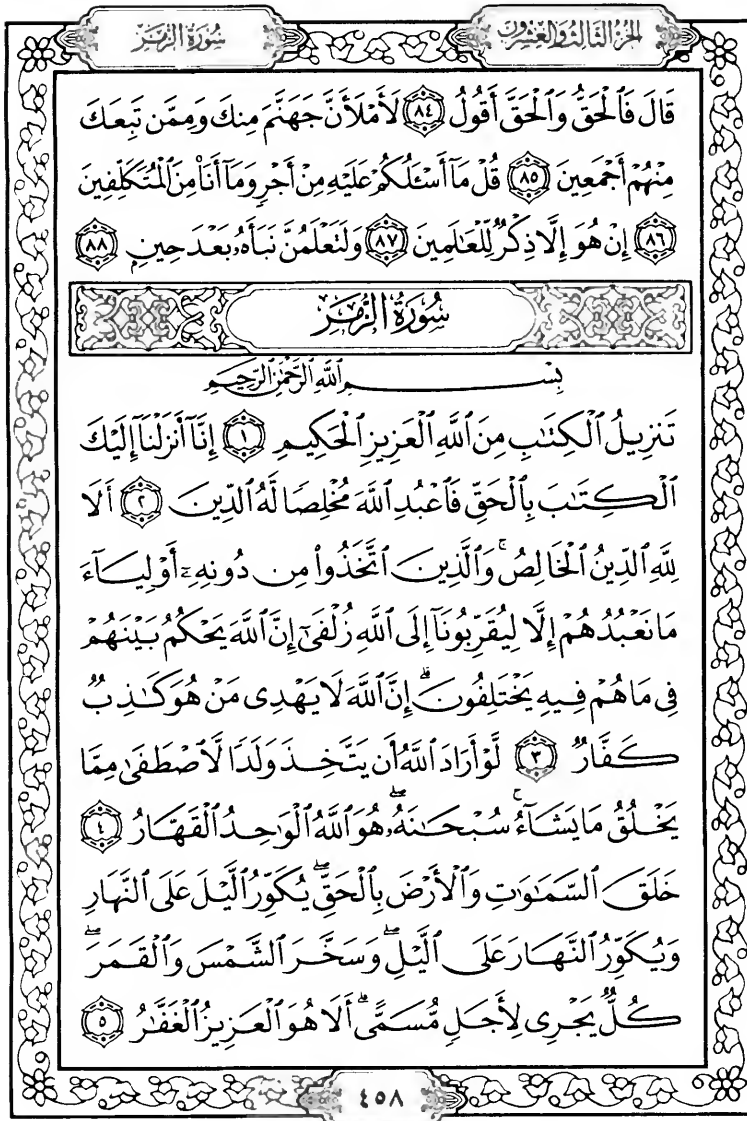 الجزء الثالث والعشرون
سُورَةُ الزُّمَرِ
قَالَ فَٱلْحَقُّ وَٱلْحَقَّ أَقُولُ ٨٤ لَأَمْلَأَنَّ جَهَنَّمَ مِنكَ وَمِمَّن تَبِعَكَ
مِنْهُمْ أَجْمَعِينَ ٨٥ قُلْ مَآ أَسْـَٔلُكُمْ عَلَيْهِ مِنْ أَجْرٍ وَمَآ أَنَا۠ مِنَ ٱلْمُتَكَلِّفِينَ
٨٦ إِنْ هُوَ إِلَّا ذِكْرٌ لِّلْعَـٰلَمِينَ ٨٧ وَلَتَعْلَمُنَّ نَبَأَهُۥ بَعْدَ حِينٍۭ ٨٨
سُورَةُ الزُّمَرِ
بِسْمِ ٱللَّهِ ٱلرَّحْمَـٰنِ ٱلرَّحِيمِ
تَنزِيلُ ٱلْكِتَـٰبِ مِنَ ٱللَّهِ ٱلْعَزِيزِ ٱلْحَكِيمِ ١ إِنَّآ أَنزَلْنَآ إِلَيْكَ
ٱلْكِتَـٰبَ بِٱلْحَقِّ فَٱعْبُدِ ٱللَّهَ مُخْلِصًا لَّهُ ٱلدِّينَ ٢ أَلَا
لِلَّهِ ٱلدِّينُ ٱلْخَالِصُ ۚ وَٱلَّذِينَ ٱتَّخَذُوا۟ مِن دُونِهِۦٓ أَوْلِيَآءَ
مَا نَعْبُدُهُمْ إِلَّا لِيُقَرِّبُونَآ إِلَى ٱللَّهِ زُلْفَىٰٓ إِنَّ ٱللَّهَ يَحْكُمُ بَيْنَهُمْ
فِى مَا هُمْ فِيهِ يَخْتَلِفُونَ ۗ إِنَّ ٱللَّهَ لَا يَهْدِى مَنْ هُوَ كَـٰذِبٌ
كَفَّارٌ ٣ لَّوْ أَرَادَ ٱللَّهُ أَن يَتَّخِذَ وَلَدًا لَّٱصْطَفَىٰ مِمَّا
يَخْلُقُ مَا يَشَآءُ ۚ سُبْحَـٰنَهُۥ ۖ هُوَ ٱللَّهُ ٱلْوَٰحِدُ ٱلْقَهَّارُ ٤
خَلَقَ ٱلسَّمَـٰوَٰتِ وَٱلْأَرْضَ بِٱلْحَقِّ ۖ يُكَوِّرُ ٱلَّيْلَ عَلَى ٱلنَّهَارِ
وَيُكَوِّرُ ٱلنَّهَارَ عَلَى ٱلَّيْلِ ۖ وَسَخَّرَ ٱلشَّمْسَ وَٱلْقَمَرَ ۖ
كُلٌّ يَجْرِى لِأَجَلٍ مُّسَمًّى ۗ أَلَا هُوَ ٱلْعَزِيزُ ٱلْغَفَّـٰرُ ٥
٤٥٨